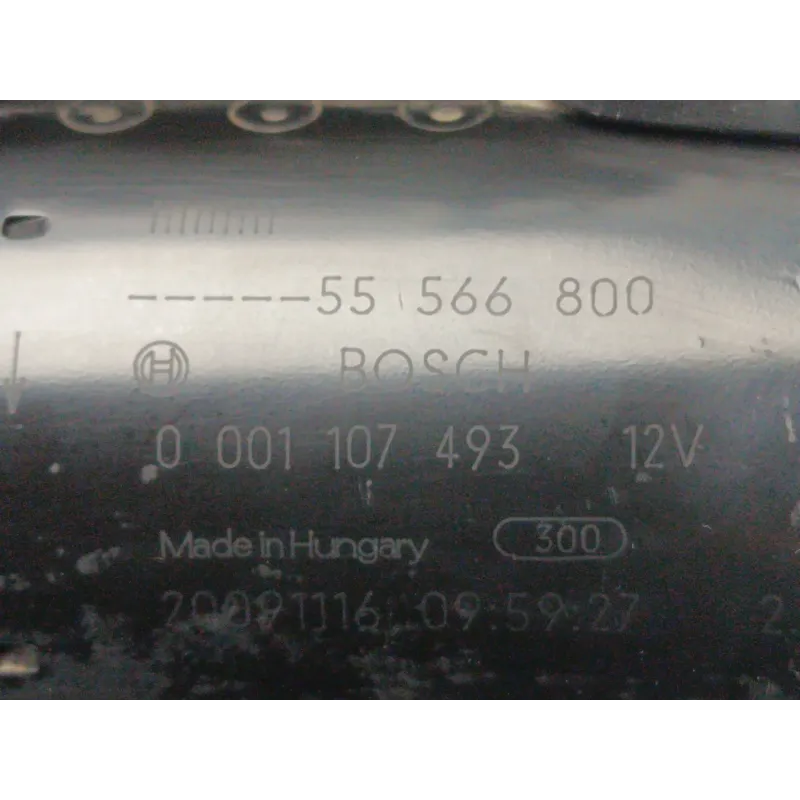 -----55 566 800
BOSCH
0 001 107 493 12V
Made in Hungary 300
20091116 09:59:27 2